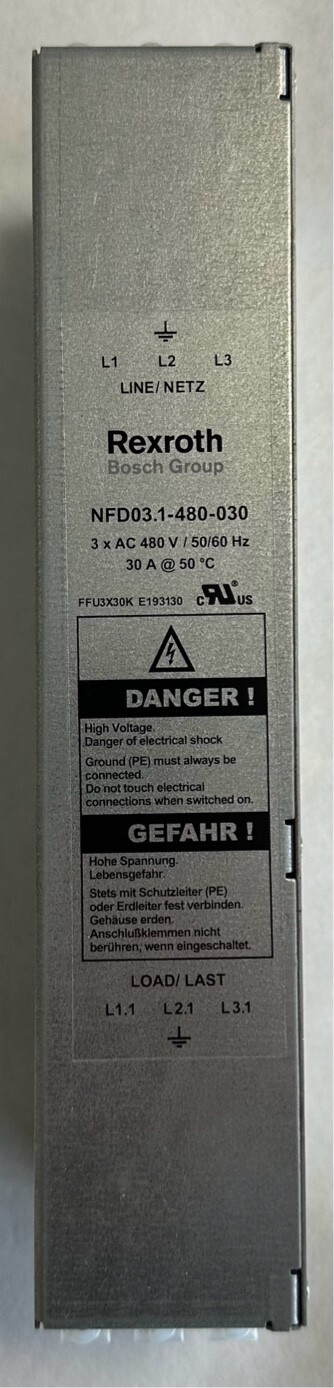 L1 L2 L3
LINE/ NETZ
Rexroth
Bosch Group
NFD03.1-480-030
3 x AC 480 V / 50/60 Hz
30 A @ 50 °C
FFU3X30K E193130 C RU ® US
DANGER !
High Voltage.
Danger of electrical shock
Ground (PE) must always be
connected.
Do not touch electrical
connections when switched on.
GEFAHR !
Hohe Spannung.
Lebensgefahr.
Stets mit Schutzleiter (PE)
oder Erdleiter fest verbinden.
Gehäuse erden.
Anschlußklemmen nicht
berühren, wenn eingeschaltet.
LOAD/ LAST
L1.1 L2.1 L3.1